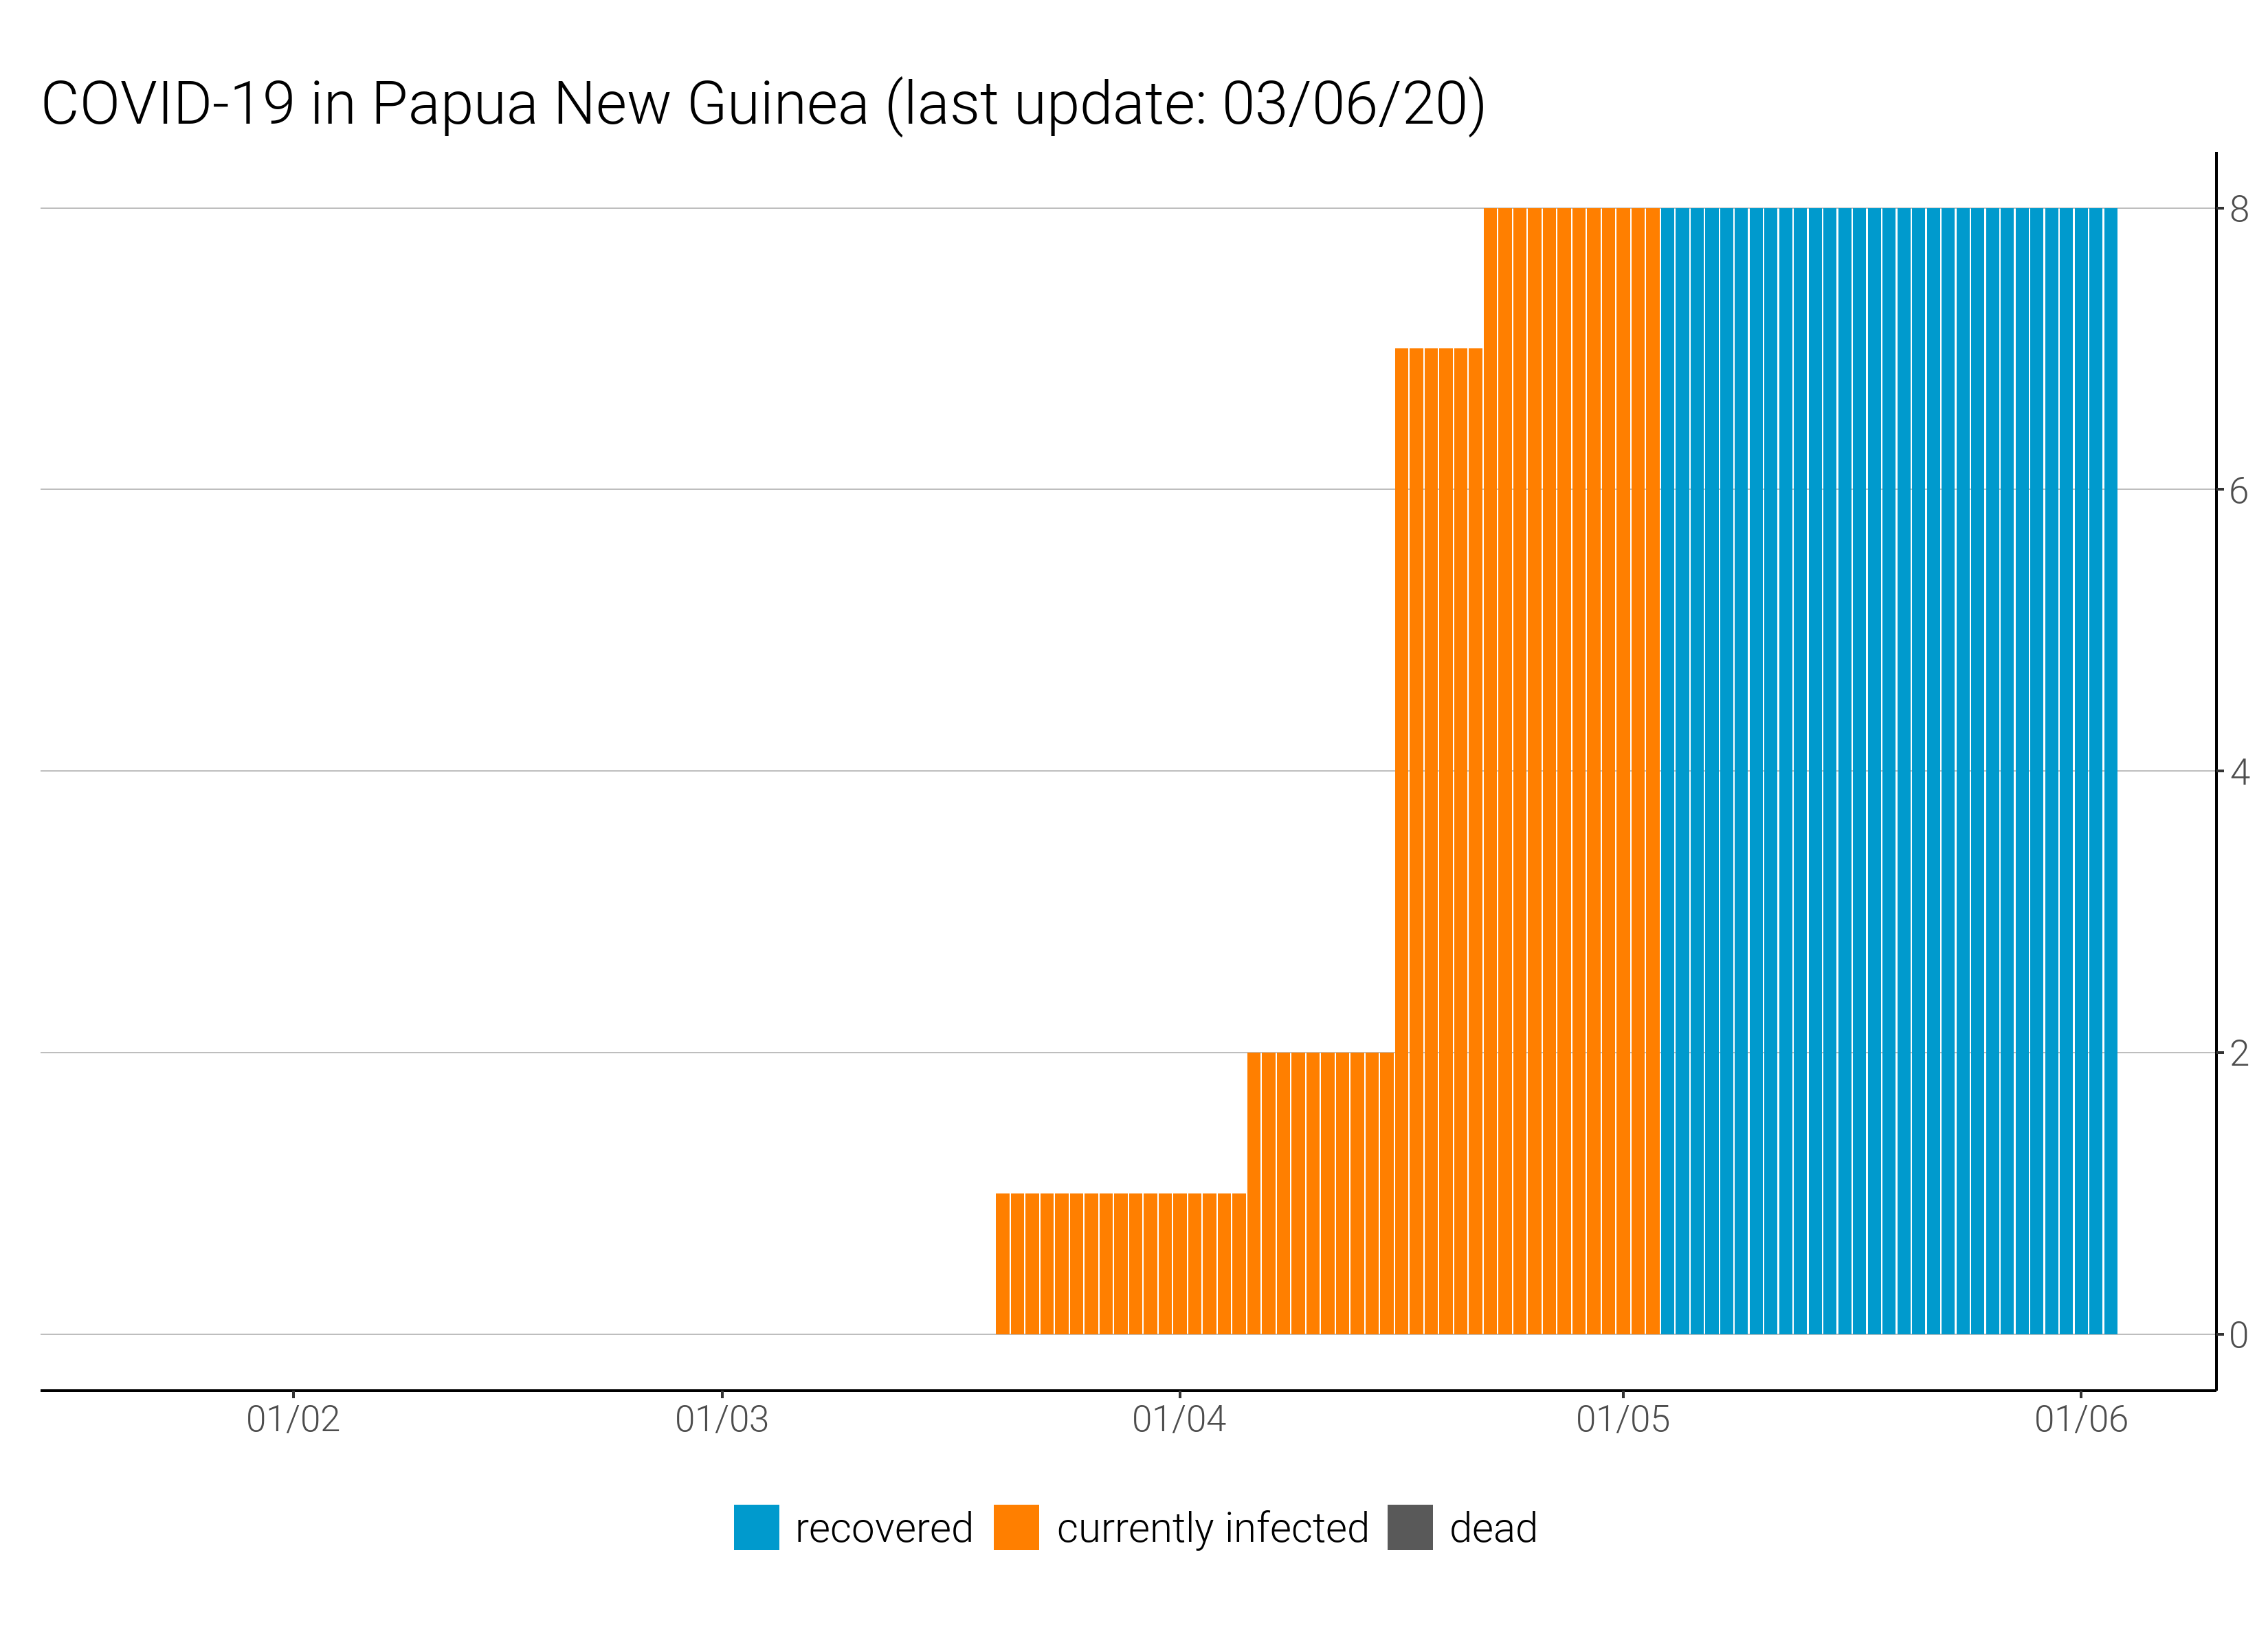 COVID-19 in Papua New Guinea (last update: 03/06/20)
8
6
4
2
0
01/02 01/03 01/04 01/05 01/06
recovered currently infected dead